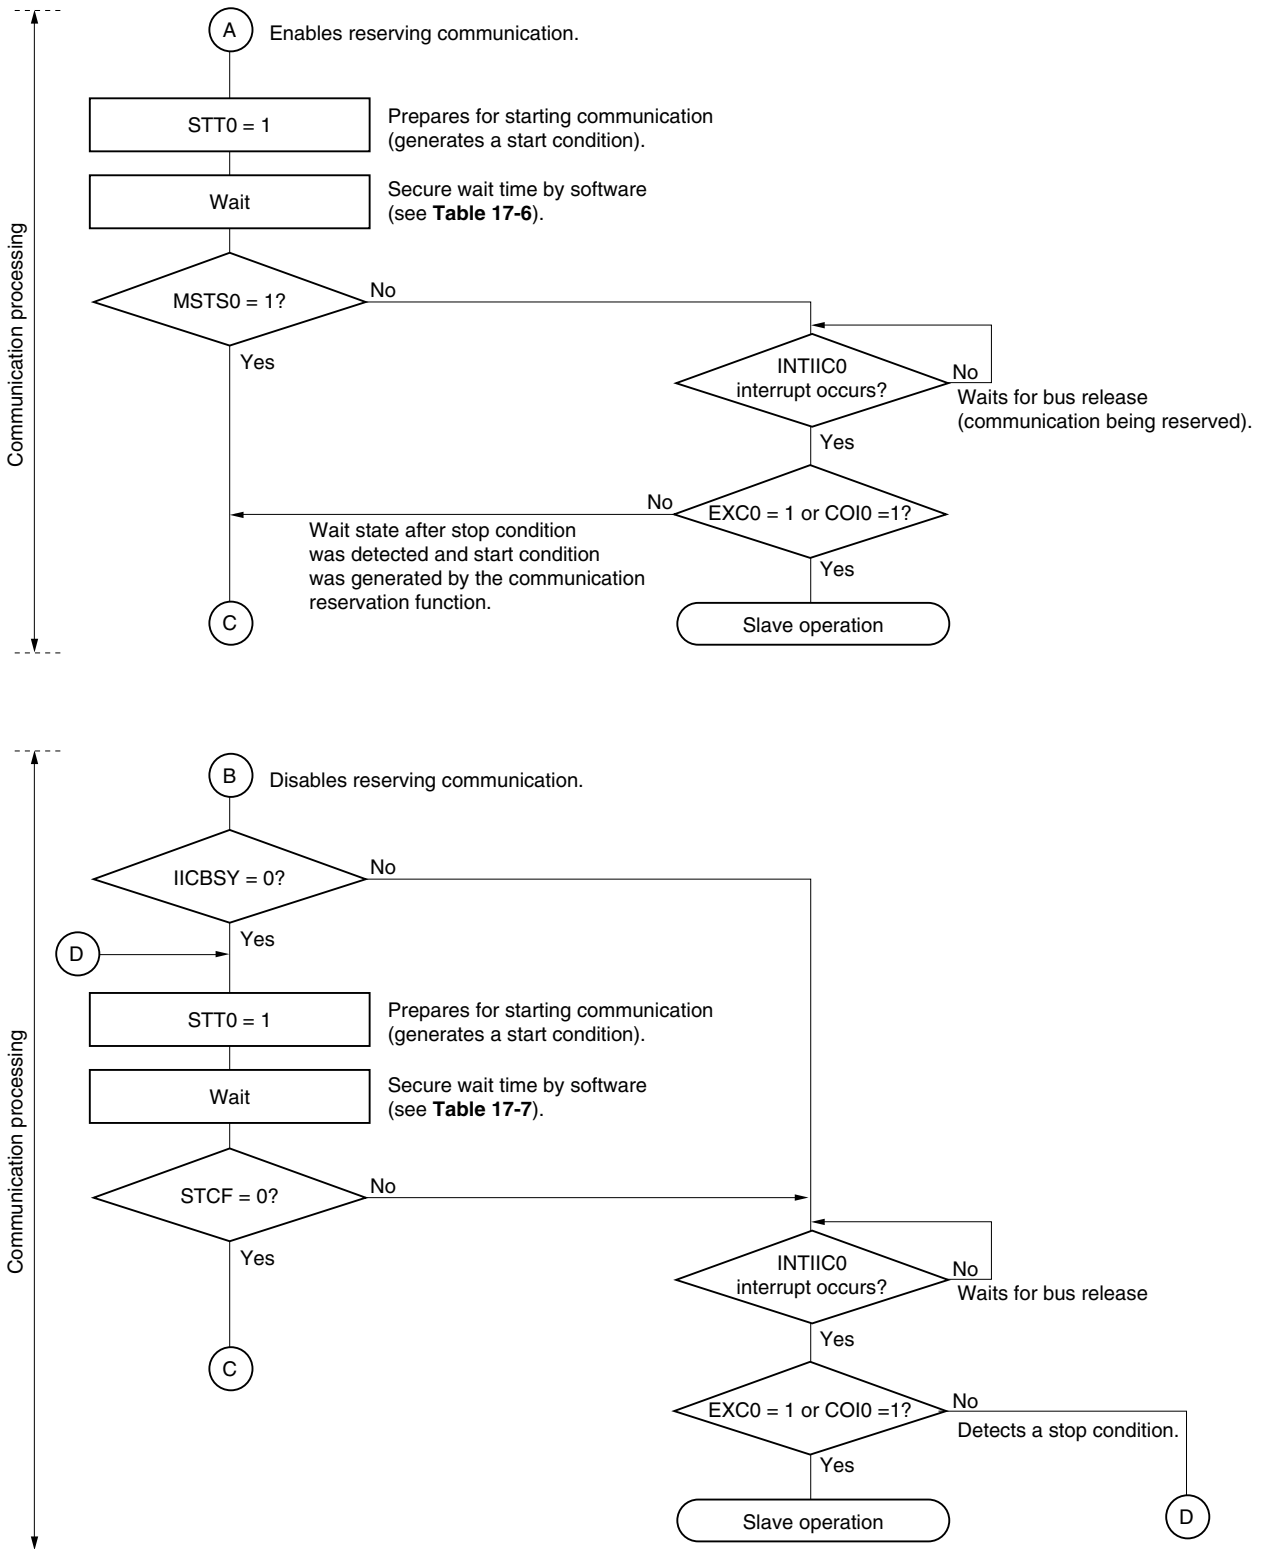 A
Enables reserving communication.
STT0 = 1
Prepares for starting communication
(generates a start condition).
Wait
Secure wait time by software
(see Table 17-6).
Communication processing
MSTS0 = 1?
No
Yes
INTIIC0
interrupt occurs?
No
Waits for bus release
(communication being reserved).
Yes
EXC0 = 1 or COI0 =1?
No
Wait state after stop condition
was detected and start condition
was generated by the communication
reservation function.
Yes
C
Slave operation
B
Disables reserving communication.
IICBSY = 0?
No
Yes
D
STT0 = 1
Prepares for starting communication
(generates a start condition).
Wait
Secure wait time by software
(see Table 17-7).
Communication processing
STCF = 0?
No
Yes
INTIIC0
interrupt occurs?
No
Waits for bus release
Yes
C
EXC0 = 1 or COI0 =1?
No
Detects a stop condition.
Yes
Slave operation
D